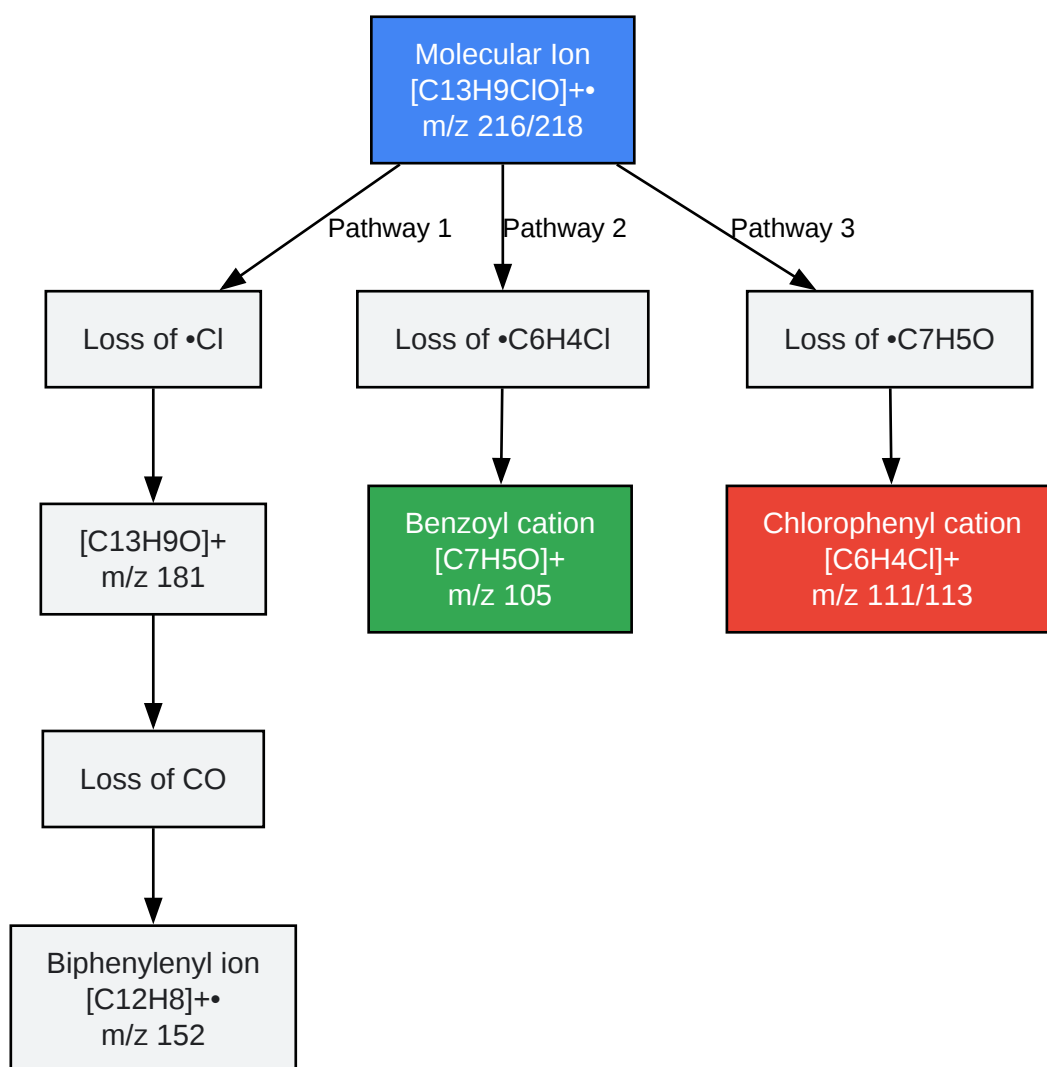 Molecular Ion
[C13H9ClO]+•
m/z 216/218
Pathway 1
Pathway 2
Pathway 3
Loss of •Cl
Loss of •C6H4Cl
Loss of •C7H5O
[C13H9O]+
m/z 181
Benzoyl cation
[C7H5O]+
m/z 105
Chlorophenyl cation
[C6H4Cl]+
m/z 111/113
Loss of CO
Biphenylenyl ion
[C12H8]+•
m/z 152